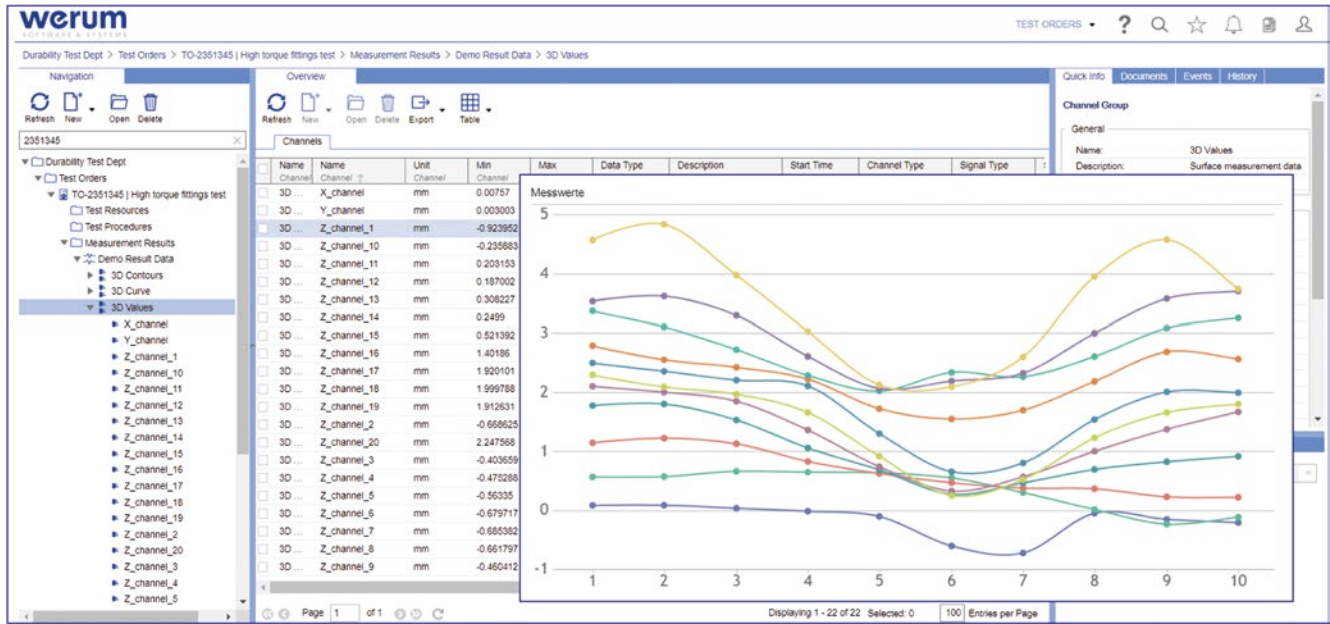 werum
SOFTWARE & SYSTEMS
TEST ORDERS
Durability Test Dept > Test Orders > TO-2351345 | High torque fittings test > Measurement Results > Demo Result Data > 3D Values
Navigation
Refresh New Open Delete
2351345
Durability Test Dept
Test Orders
TO-2351345 | High torque fittings test
Test Resources
Test Procedures
Measurement Results
Demo Result Data
3D Contours
3D Curve
3D Values
X_channel
Y_channel
Z_channel_1
Z_channel_10
Z_channel_11
Z_channel_12
Z_channel_13
Z_channel_14
Z_channel_15
Z_channel_16
Z_channel_17
Z_channel_18
Z_channel_19
Z_channel_2
Z_channel_20
Z_channel_3
Z_channel_4
Z_channel_5
Overview
Refresh New Open Delete Export Table
Channels
Name Name Unit Min Max Data Type Description Start Time Channel Type Signal Type
Channel Channel ↑ Channel Channel
3D ... X_channel mm 0.00757
3D ... Y_channel mm 0.003003
3D ... Z_channel_1 mm -0.923952
3D ... Z_channel_10 mm -0.235883
3D ... Z_channel_11 mm 0.203153
3D ... Z_channel_12 mm 0.187002
3D ... Z_channel_13 mm 0.308227
3D ... Z_channel_14 mm 0.2499
3D ... Z_channel_15 mm 0.521392
3D ... Z_channel_16 mm 1.40186
3D ... Z_channel_17 mm 1.920101
3D ... Z_channel_18 mm 1.999788
3D ... Z_channel_19 mm 1.912631
3D ... Z_channel_2 mm -0.668625
3D ... Z_channel_20 mm 2.247568
3D ... Z_channel_3 mm -0.403659
3D ... Z_channel_4 mm -0.475288
3D ... Z_channel_5 mm -0.56335
3D ... Z_channel_6 mm -0.679717
3D ... Z_channel_7 mm -0.685382
3D ... Z_channel_8 mm -0.661797
3D ... Z_channel_9 mm -0.460412
Page 1 of 1
Displaying 1 - 22 of 22 Selected: 0 100 Entries per Page
Quick Info Documents Events History
Channel Group
General
Name: 3D Values
Description: Surface measurement data
Messwerte
5
4
3
2
1
0
-1
1 2 3 4 5 6 7 8 9 10